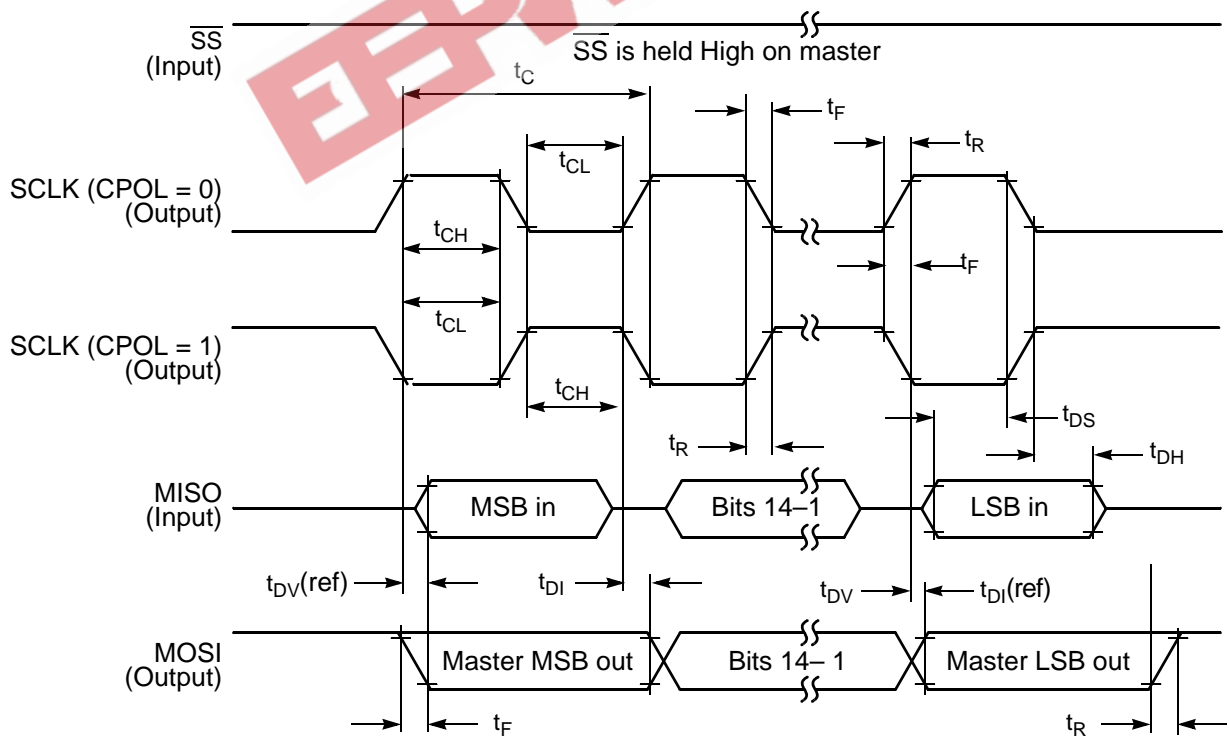 SS
(Input)
SS is held High on master
tC
tF
tR
tCL
SCLK (CPOL = 0)
(Output)
tCH
tF
tCL
SCLK (CPOL = 1)
(Output)
tCH
tDS
tR
tDH
MISO
(Input)
MSB in
Bits 14–1
LSB in
tDV(ref)
tDI
tDV
tDI(ref)
MOSI
(Output)
Master MSB out
Bits 14– 1
Master LSB out
tF
tR